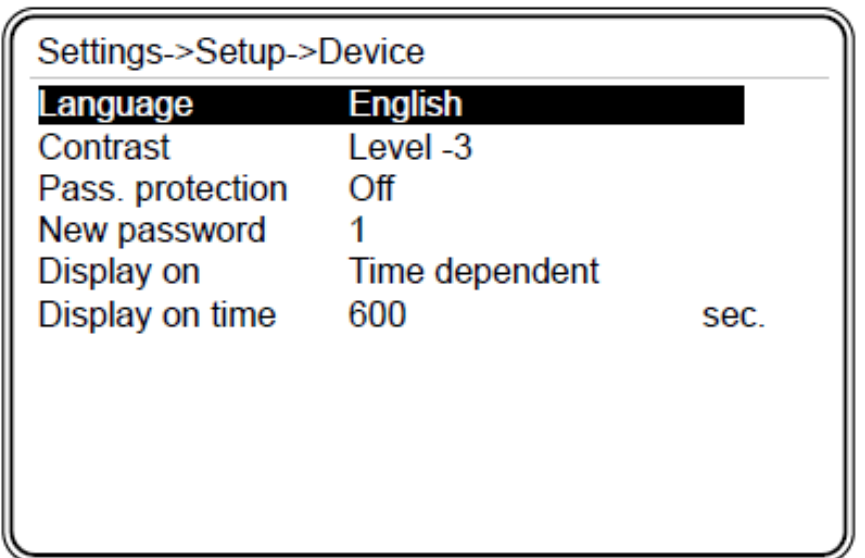 Settings->Setup->Device
Language English
Contrast Level -3
Pass. protection Off
New password 1
Display on Time dependent
Display on time 600 sec.